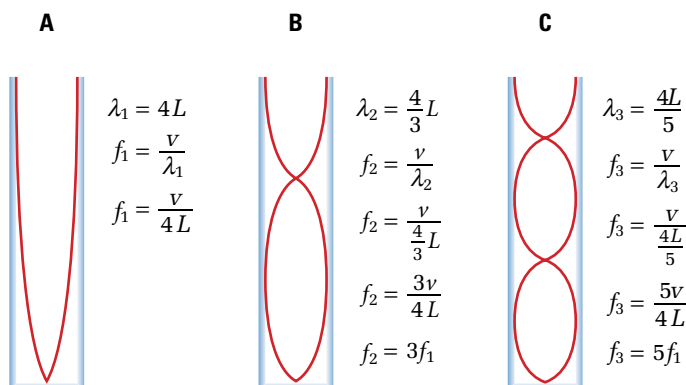 A
λ₁ = 4L
f₁ = v/λ₁
f₁ = v/4L
B
λ₂ = 4/3 L
f₂ = v/λ₂
f₂ = v/(4/3 L)
f₂ = 3v/4L
f₂ = 3f₁
C
λ₃ = 4L/5
f₃ = v/λ₃
f₃ = v/(4L/5)
f₃ = 5v/4L
f₃ = 5f₁